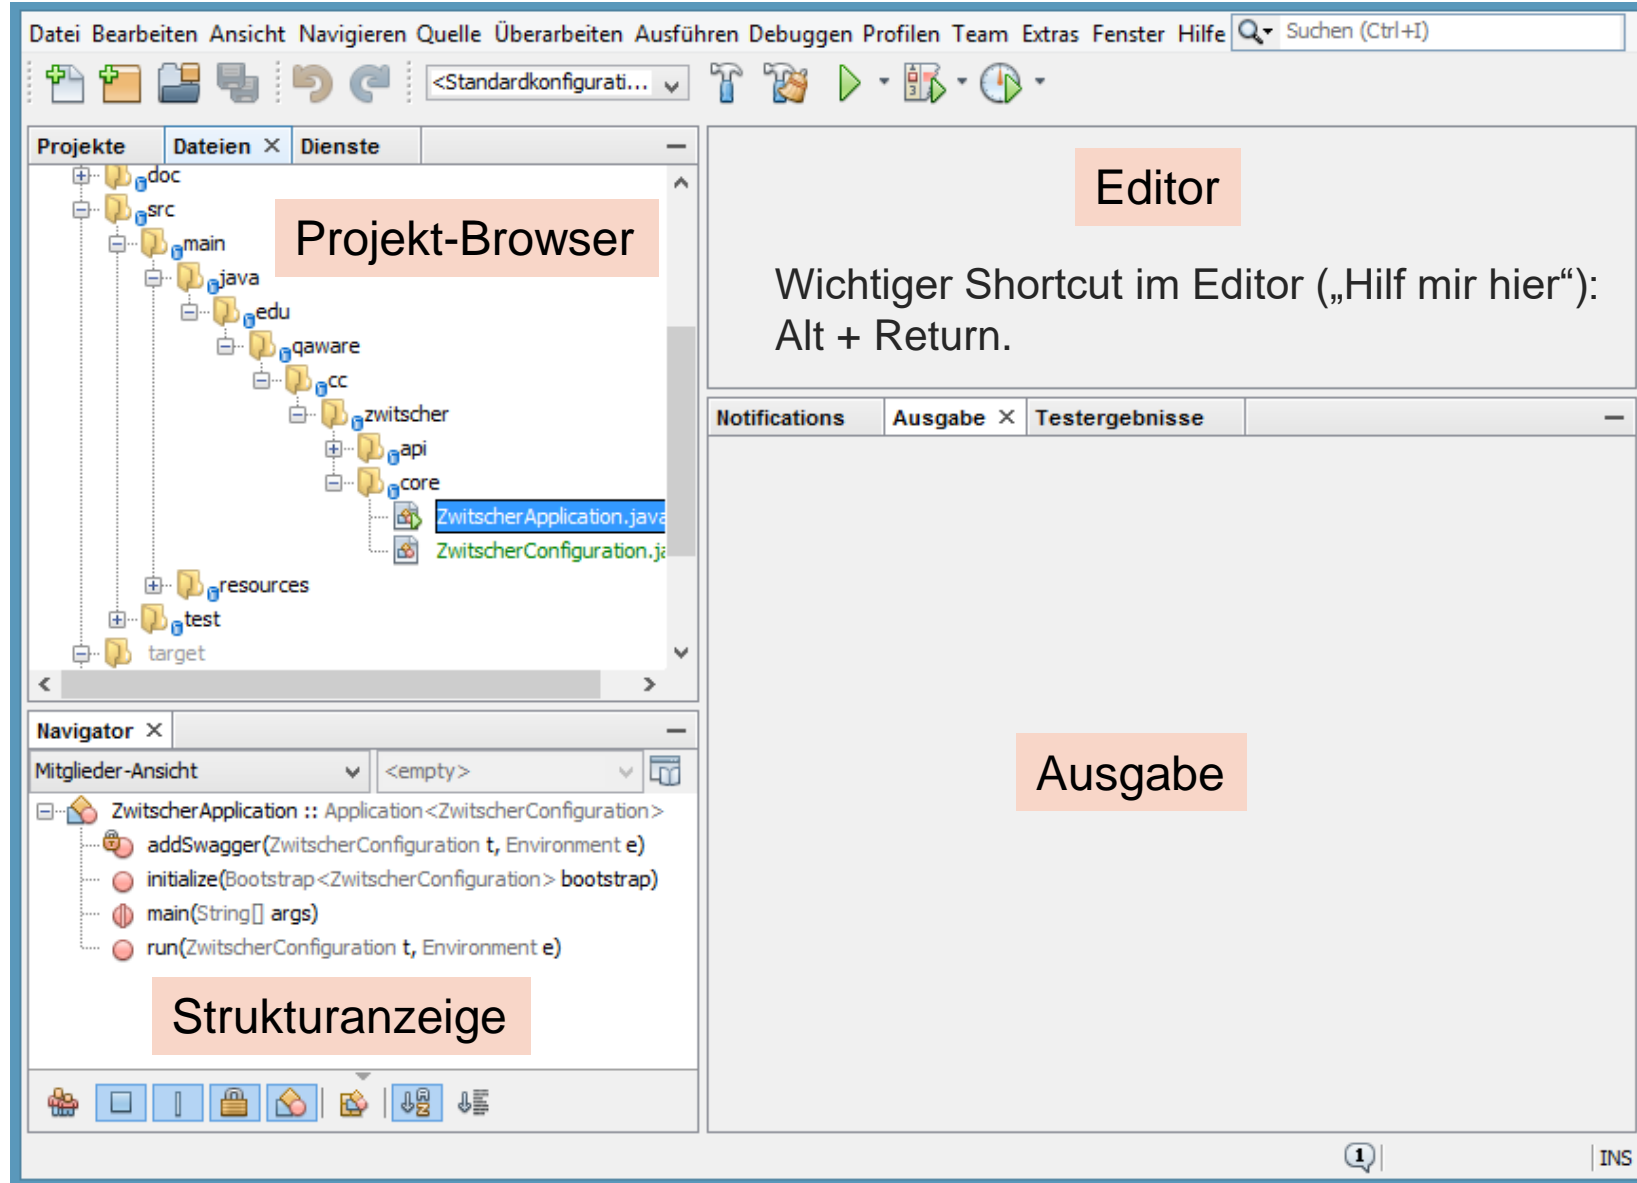 Datei Bearbeiten Ansicht Navigieren Quelle Überarbeiten Ausführen Debuggen Profilen Team Extras Fenster Hilfe Suchen (Ctrl+I)
<Standardkonfigurati...
Projekte Dateien Dienste
doc
src
main
java
edu
qaware
cc
zwitscher
api
core
ZwitscherApplication.java
ZwitscherConfiguration.ja
resources
test
target
Projekt-Browser
Editor
Wichtiger Shortcut im Editor („Hilf mir hier“):
Alt + Return.
Notifications Ausgabe Testergebnisse
Ausgabe
Navigator
Mitglieder-Ansicht <empty>
ZwitscherApplication :: Application<ZwitscherConfiguration>
addSwagger(ZwitscherConfiguration t, Environment e)
initialize(Bootstrap<ZwitscherConfiguration> bootstrap)
main(String[] args)
run(ZwitscherConfiguration t, Environment e)
Strukturanzeige
1 INS